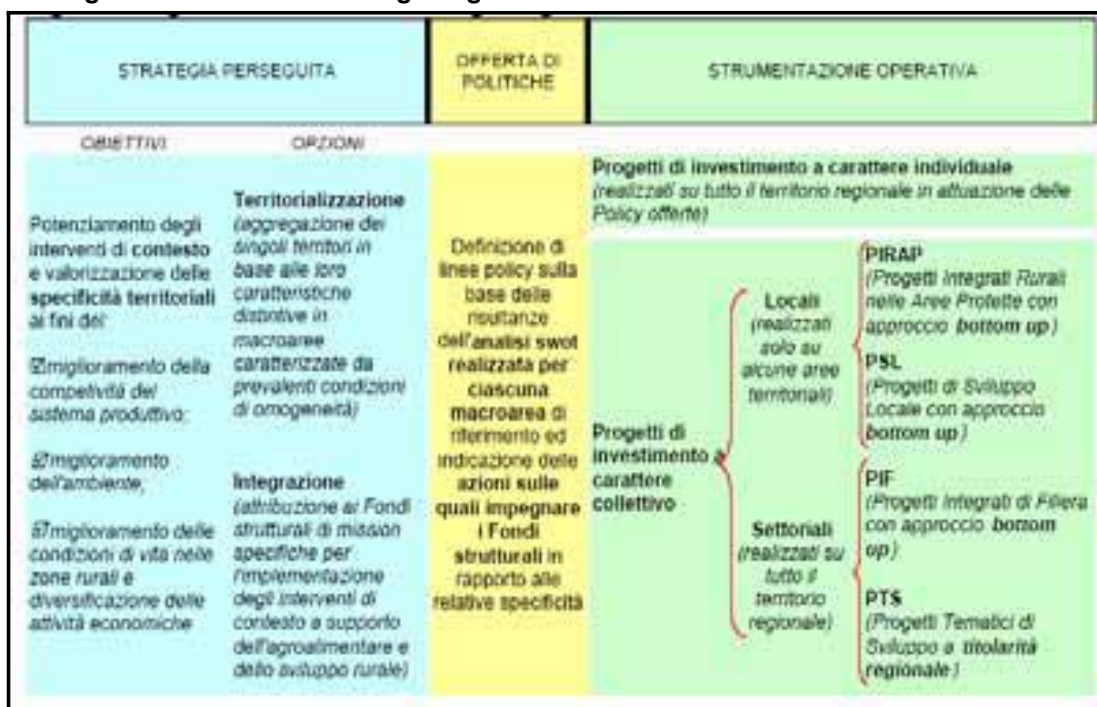 STRATEGIA PERSEGUITA
OFFERTA DI
POLITICHE
STRUMENTAZIONE OPERATIVA
OBIETTIVI
OPZIONI
Potenziamento degli
interventi di contesto
e valorizzazione delle
specificità territoriali
ai fini del:
☑miglioramento della
competività del
sistema produttivo;
☑miglioramento
dell'ambiente;
☑miglioramento delle
condizioni di vita nelle
zone rurali e
diversificazione delle
attività economiche
Territorializzazione
(aggregazione dei
singoli territori in
base alle loro
caratteristiche
distintive in
macroaree
caratterizzate da
prevalenti condizioni
di omogeneità)
Integrazione
(attribuzione ai Fondi
strutturali di mission
specifiche per
l'implementazione
degli interventi di
contesto a supporto
dell'agroalimentare e
dello sviluppo rurale)
Definizione di
linee policy sulla
base delle
risultanze
dell'analisi swot
realizzata per
ciascuna
macroarea di
riferimento ed
indicazione delle
azioni sulle
quali impegnare
i Fondi
strutturali in
rapporto alle
relative specificità
Progetti di investimento a carattere individuale
(realizzati su tutto il territorio regionale in attuazione delle
Policy offerte)
Progetti di
investimento a
carattere
collettivo
Locali
(realizzati
solo su
alcune aree
territoriali)
Settoriali
(realizzati su
tutto il
territorio
regionale)
PIRAP
(Progetti Integrati Rurali
nelle Aree Protette con
approccio bottom up)
PSL
(Progetti di Sviluppo
Locale con approccio
bottom up)
PIF
(Progetti Integrati di Filiera
con approccio bottom
up)
PTS
(Progetti Tematici di
Sviluppo a titolarità
regionale)